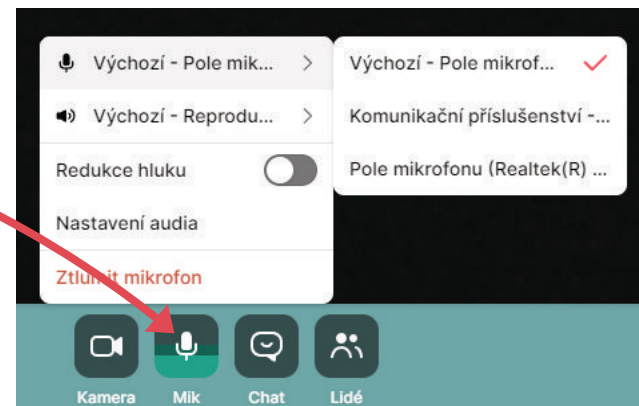 Výchozí - Pole mik...
Výchozí - Reprodu...
Redukce hluku
Nastavení audia
Ztlumit mikrofon
Výchozí - Pole mikrof...
Komunikační příslušenství -...
Pole mikrofonu (Realtek(R) ...
Kamera
Mik
Chat
Lidé